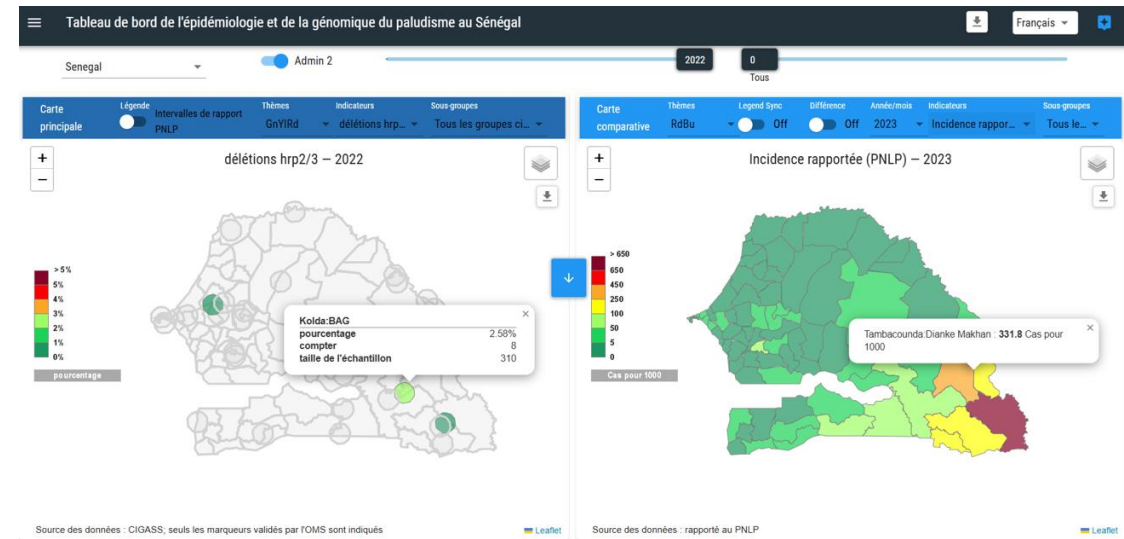 Tableau de bord de l'épidémiologie et de la génomique du paludisme au Sénégal
Français
Senegal
Admin 2
2022
0
Tous
Carte principale
Légende
Intervalles de rapport PNLP
Thèmes
GnYlRd
Indicateurs
délétions hrp...
Sous-groupes
Tous les groupes ci...
Carte comparative
Thèmes
RdBu
Legend Sync
Off
Différence
Off
Année/mois
2023
Indicateurs
Incidence rappor...
Sous-groupes
Tous le...
+
−
délétions hrp2/3 – 2022
> 5%
5%
4%
3%
2%
1%
0%
pourcentage
Kolda:BAG
×
pourcentage 2.58%
compter 8
taille de l'échantillon 310
Source des données : CIGASS; seuls les marqueurs validés par l'OMS sont indiqués
Leaflet
+
−
Incidence rapportée (PNLP) – 2023
> 650
650
450
250
100
50
5
0
Cas pour 1000
Tambacounda:Dianke Makhan : 331.8 Cas pour
1000
×
Source des données : rapporté au PNLP
Leaflet